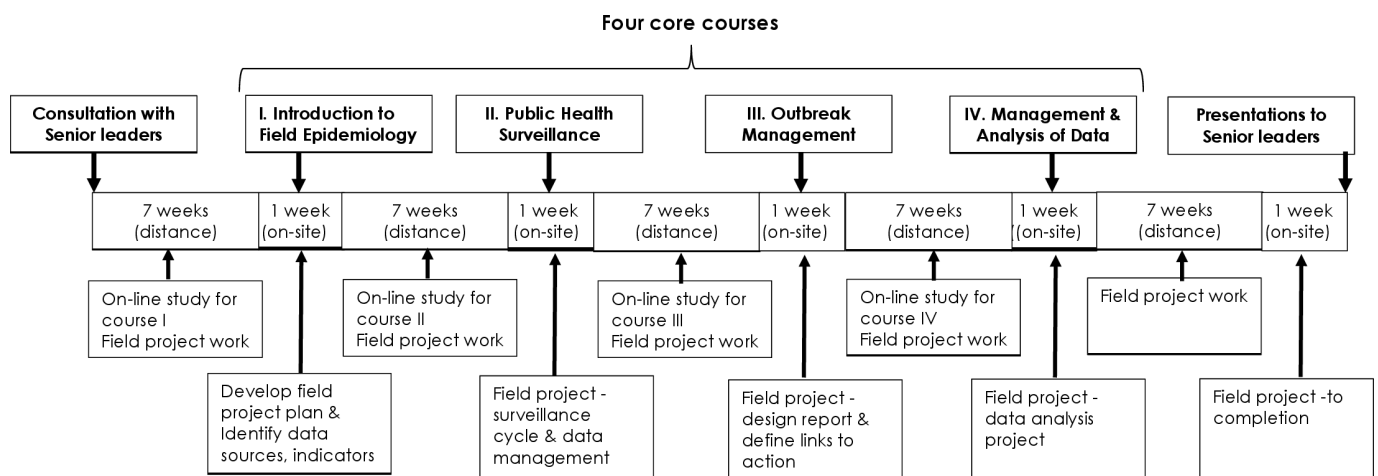 Four core courses
Consultation with
Senior leaders
I. Introduction to
Field Epidemiology
II. Public Health
Surveillance
III. Outbreak
Management
IV. Management &
Analysis of Data
Presentations to
Senior leaders
7 weeks
(distance)
1 week
(on-site)
7 weeks
(distance)
1 week
(on-site)
7 weeks
(distance)
1 week
(on-site)
7 weeks
(distance)
1 week
((on-site)
7 weeks
(distance)
1 week
(on-site)
On-line study for
course I
Field project work
On-line study for
course II
Field project work
On-line study for
course III
Field project work
On-line study for
course IV
Field project work
Field project work
Develop field
project plan &
Identify data
sources, indicators
Field project -
surveillance
cycle & data
management
Field project -
design report &
define links to
action
Field project -
data analysis
project
Field project -to
completion